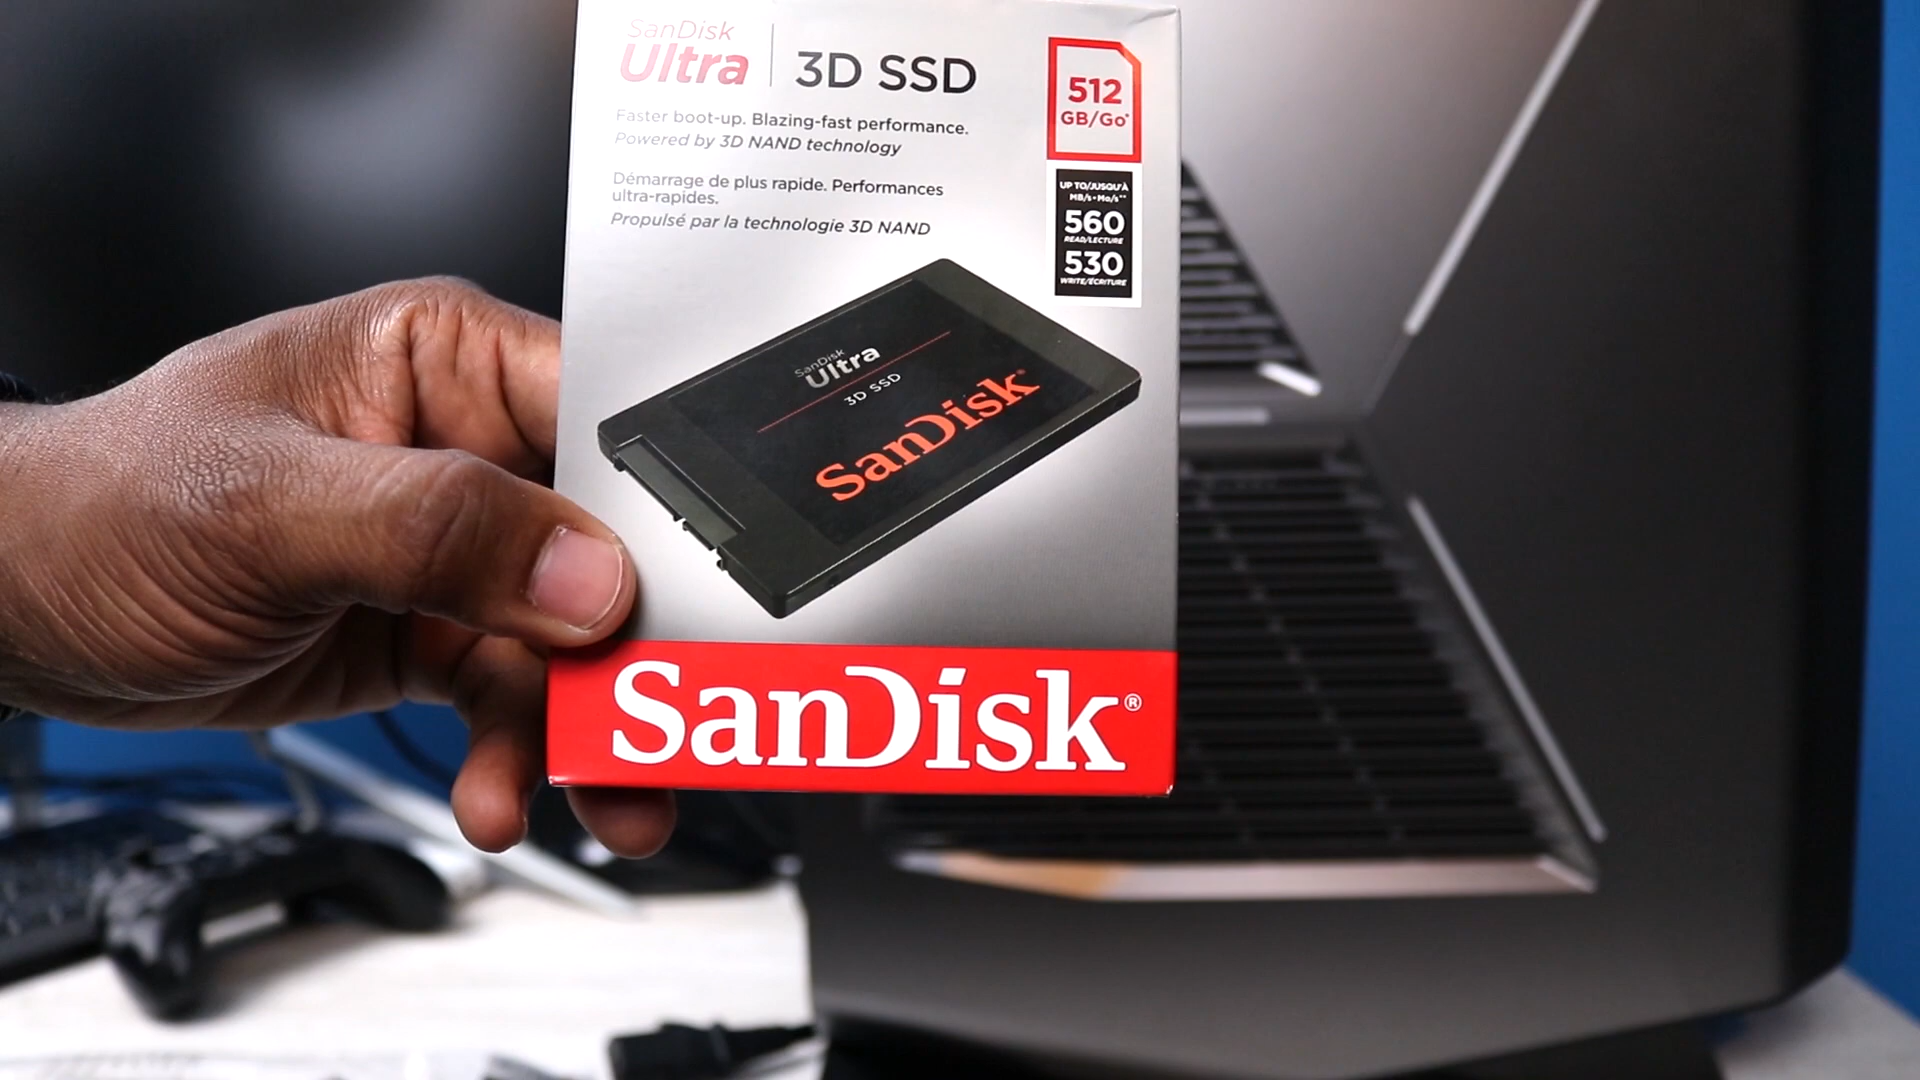 SanDisk
Ultra
3D SSD
Faster boot-up. Blazing-fast performance.
Powered by 3D NAND technology
Démarrage de plus rapide. Performances
ultra-rapides.
Propulsé par la technologie 3D NAND
512
GB/Go*
UP TO/JUSQU'À
MB/s•Mo/s**
560
READ/LECTURE
530
WRITE/ÉCRITURE
SanDisk
Ultra
3D SSD
SanDisk®
SanDisk®